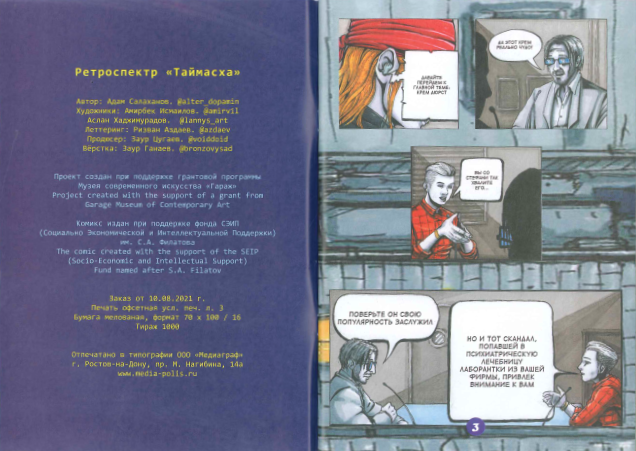 Ретроспектр «Таймасха»
Автор: Адам Салаханов. @alter_dopamin
Художники: Амирбек Исмаилов. @amirvil
Аслан Хаджимурадов. @lannys_art
Леттеринг: Ризван Аздаев. @azdaev
Продюсер: Заур Цугаев. @voiddoid
Вёрстка: Заур Ганаев. @bronzovysad
Проект создан при поддержке грантовой программы
Музея современного искусства «Гараж»
Project created with the support of a grant from
Garage Museum of Contemporary Art
Комикс издан при поддержке фонда СЭИП
(Социально Экономической и Интеллектуальной Поддержки)
им. С.А. Филатова
The comic created with the support of the SEIP
(Socio-Economic and Intellectual Support)
Fund named after S.A. Filatov
Заказ от 10.08.2021 г.
Печать офсетная усл. печ. л. 3
Бумага мелованая, формат 70 х 100 / 16
Тираж 1000
Отпечатано в типографии ООО «Медиаграф»
г. Ростов-на-Дону, пр. М. Нагибина, 14а
www.media-polis.ru
ДАВАЙТЕ
ПЕРЕЙДЕМ К
ГЛАВНОЙ ТЕМЕ:
КРЕМ ДЮРСТ
ДА ЭТОТ КРЕМ
РЕАЛЬНО ЧУДО!
ВЫ СО
СТЕФАНИ ТАК
ХВАЛИТЕ
ЕГО...
ПОВЕРЬТЕ ОН СВОЮ
ПОПУЛЯРНОСТЬ ЗАСЛУЖИЛ
НО И ТОТ СКАНДАЛ,
ПОПАВШЕЙ В
ПСИХИАТРИЧЕСКУЮ
ЛЕЧЕБНИЦУ
ЛАБОРАНТКИ ИЗ ВАШЕЙ
ФИРМЫ, ПРИВЛЕК
ВНИМАНИЕ К ВАМ
3